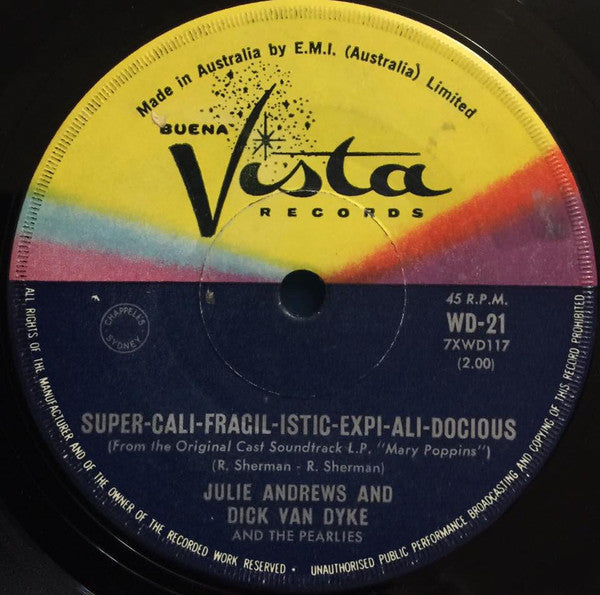 Made in Australia by E.M.I. (Australia) Limited
BUENA
Vista
RECORDS
45 R.P.M.
WD-21
7XWD117
(2.00)
CHAPPELL'S
SYDNEY
SUPER-CALI-FRAGIL-ISTIC-EXPI-ALI-DOCIOUS
(From the Original Cast Soundtrack L.P. "Mary Poppins")
(R. Sherman - R. Sherman)
JULIE ANDREWS AND
DICK VAN DYKE
AND THE PEARLIES
ALL RIGHTS OF THE MANUFACTURER AND OF THE OWNER OF THE RECORDED WORK RESERVED • UNAUTHORISED PUBLIC PERFORMANCE BROADCASTING AND COPYING OF THIS RECORD PROHIBITED